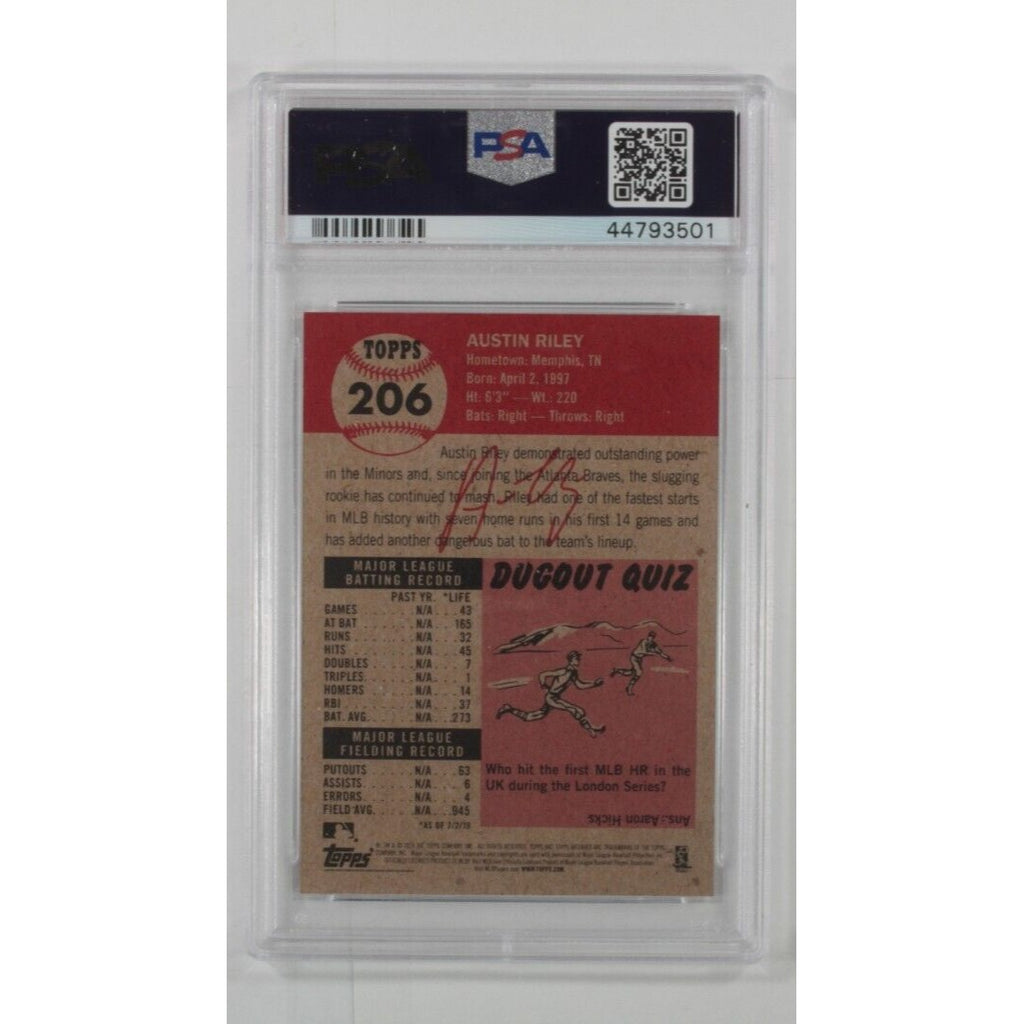 PSA
PSA
44793501
TOPPS
206
AUSTIN RILEY
Hometown: Memphis, TN
Born: April 2, 1997
Ht: 6'3" — Wt.: 220
Bats: Right — Throws: Right
Austin Riley demonstrated outstanding power
in the Minors and, since joining the Atlanta Braves, the slugging
rookie has continued to mash. Riley had one of the fastest starts
in MLB history with seven home runs in his first 14 games and
has added another dangerous bat to the team's lineup.
MAJOR LEAGUE
BATTING RECORD
PAST YR. *LIFE
GAMES . . . . . . . N/A . . . 43
AT BAT . . . . . . N/A . . 165
RUNS . . . . . . . N/A . . . 32
HITS . . . . . . . N/A . . . 45
DOUBLES . . . . . N/A . . . . 7
TRIPLES . . . . . . N/A . . . . 1
HOMERS . . . . . N/A . . . 14
RBI . . . . . . . . N/A . . . 37
BAT. AVG. . . . . . N/A . . .273
MAJOR LEAGUE
FIELDING RECORD
PUTOUTS . . . . . N/A . . . 63
ASSISTS . . . . . . N/A . . . . 6
ERRORS . . . . . . N/A . . . . 4
FIELD AVG. . . . . N/A . . .945
*AS OF 7/2/19
DUGOUT QUIZ
Who hit the first MLB HR in the
UK during the London Series?
Ans.: Aaron Hicks
Topps
WWW.TOPPS.COM